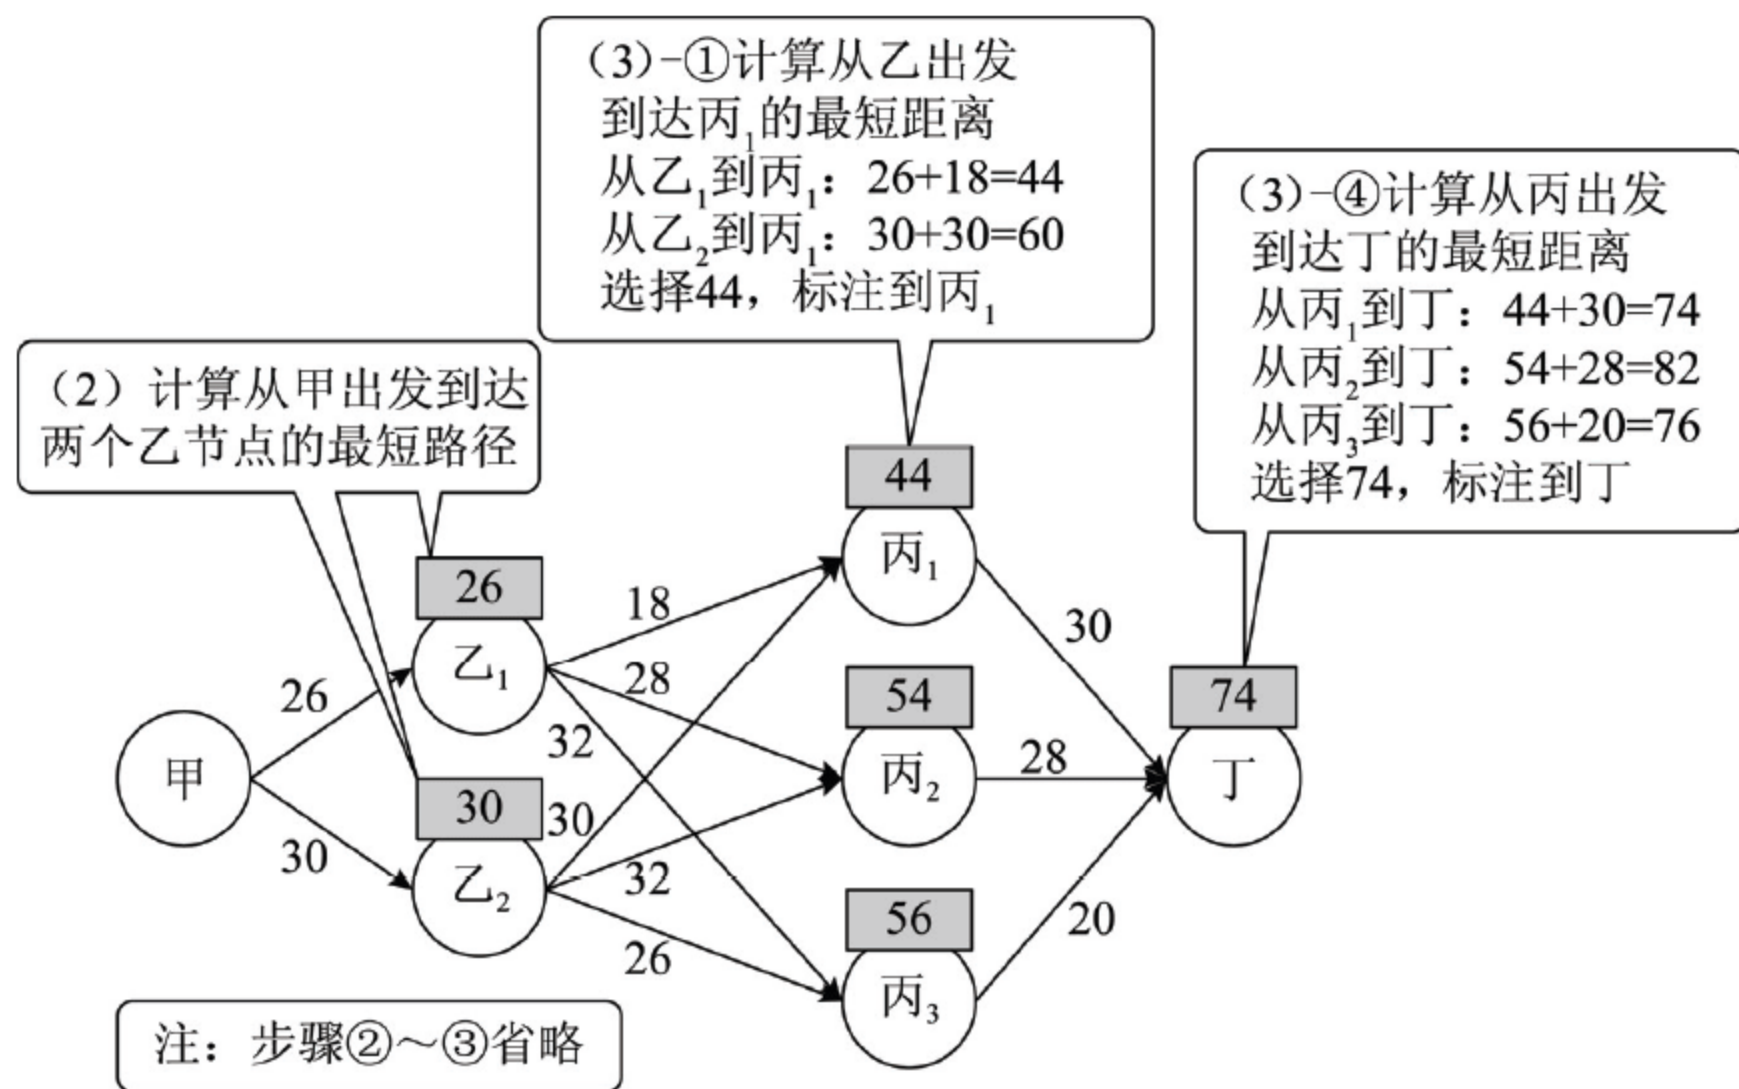 （3）-①计算从乙出发
到达丙₁的最短距离
从乙₁到丙₁：26+18=44
从乙₂到丙₁：30+30=60
选择44，标注到丙₁
（3）-④计算从丙出发
到达丁的最短距离
从丙₁到丁：44+30=74
从丙₂到丁：54+28=82
从丙₃到丁：56+20=76
选择74，标注到丁
（2）计算从甲出发到达
两个乙节点的最短路径
44
丙₁
26
乙₁
18
30
28
54
丙₂
74
丁
26
32
甲
30
乙₂
30
28
30
32
56
丙₃
26
20
注：步骤②～③省略